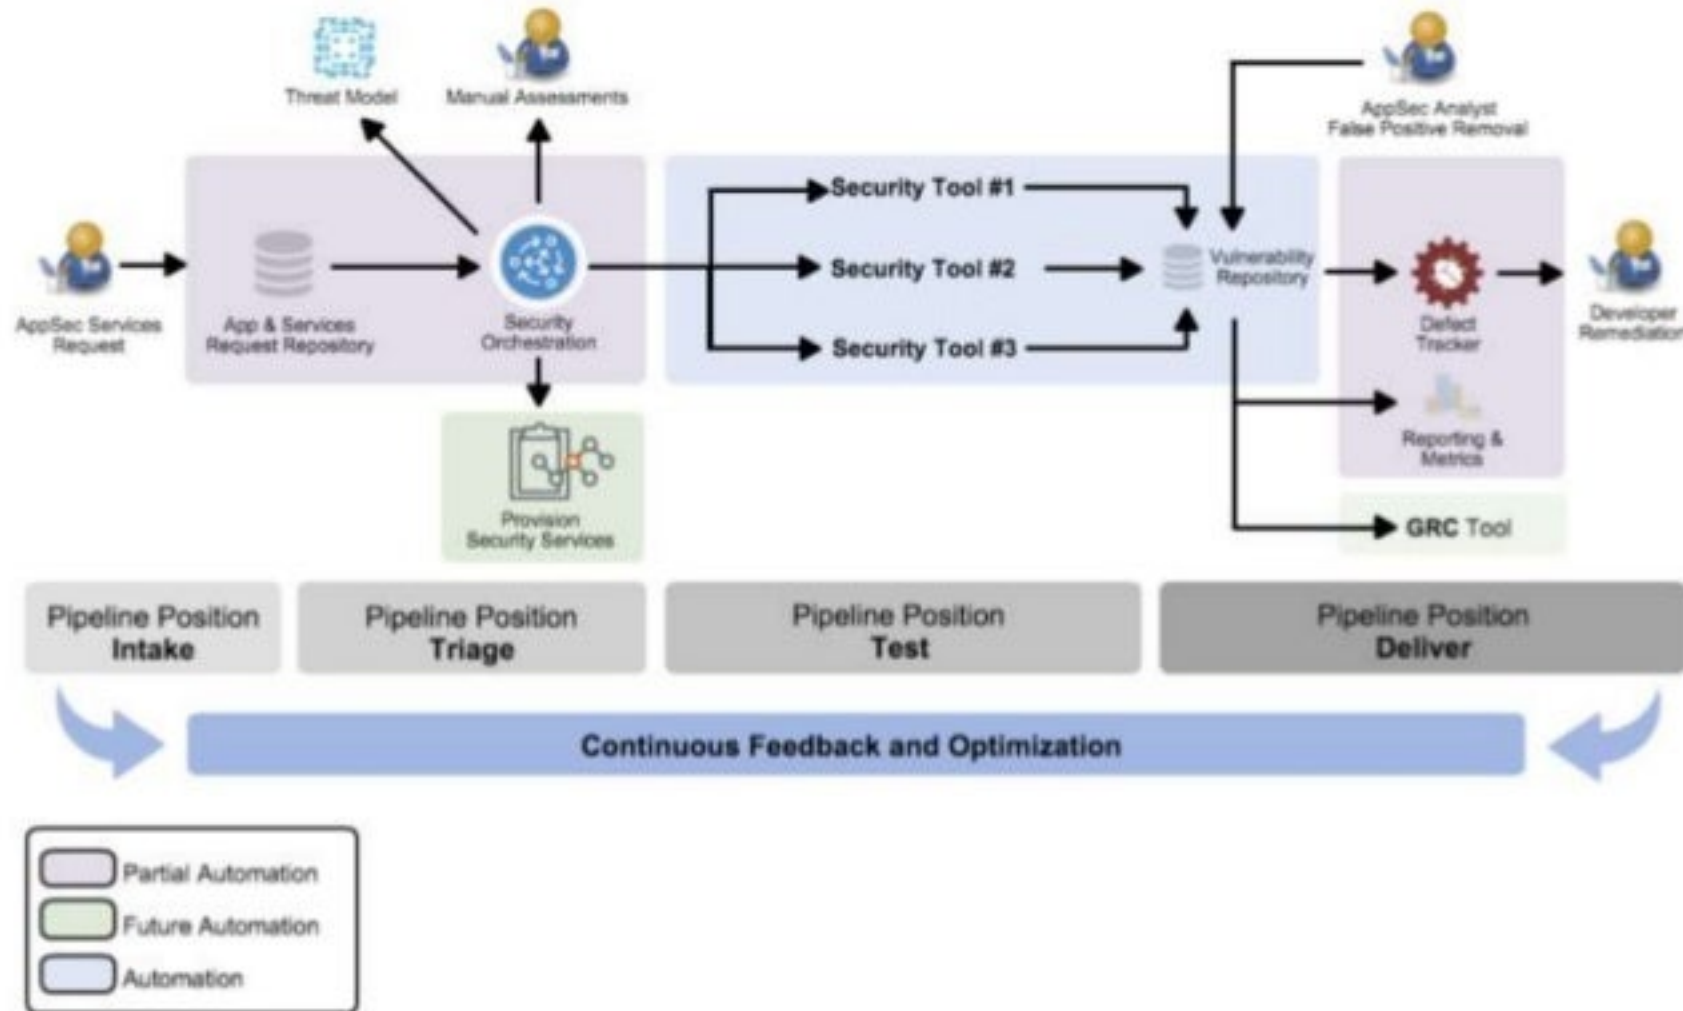 Threat Model
Manual Assessments
AppSec Analyst
False Positive Removal
AppSec Services
Request
App & Services
Request Repository
Security
Orchestration
Security Tool #1
Security Tool #2
Security Tool #3
Vulnerability
Repository
Defect
Tracker
Developer
Remediation
Reporting &
Metrics
Provision
Security Services
GRC Tool
Pipeline Position
Intake
Pipeline Position
Triage
Pipeline Position
Test
Pipeline Position
Deliver
Continuous Feedback and Optimization
Partial Automation
Future Automation
Automation